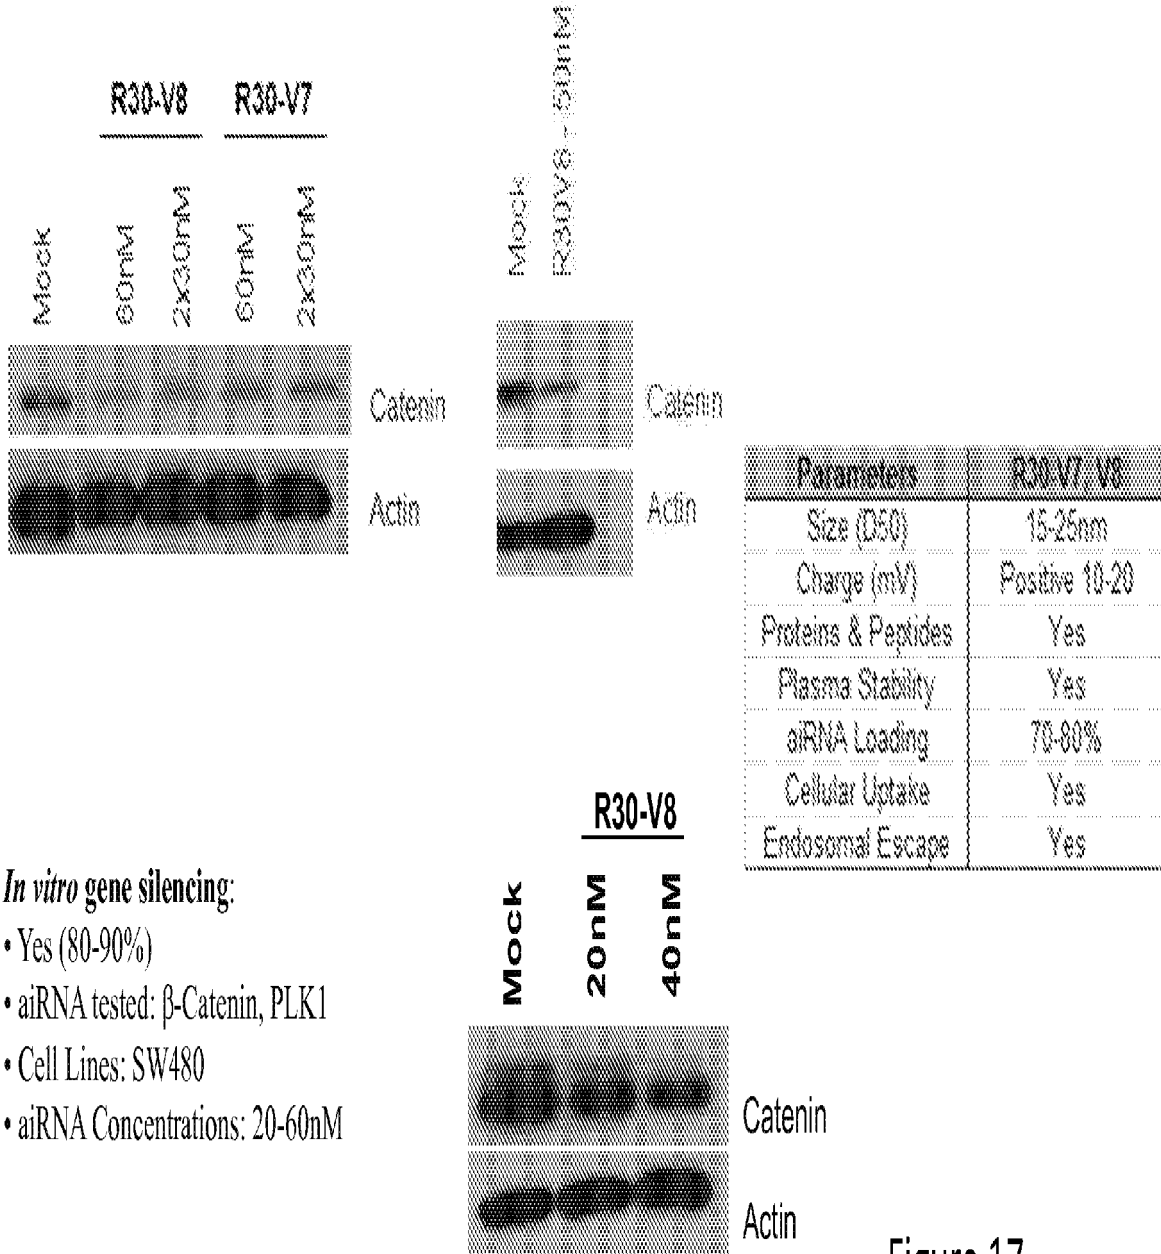 R30-V8 R30-V7
Mock 60nM 2x30nM 60nM 2x30nM
Catenin
Actin
Mock R30V8 - 50nM
Catenin
Actin
Parameters R30-V7, V8
Size (D50) 15-25nm
Charge (mV) Positive 10-20
Proteins & Peptides Yes
Plasma Stability Yes
aiRNA Loading 70-80%
Cellular Uptake Yes
Endosomal Escape Yes
In vitro gene silencing:
• Yes (80-90%)
• aiRNA tested: β-Catenin, PLK1
• Cell Lines: SW480
• aiRNA Concentrations: 20-60nM
R30-V8
Mock 20nM 40nM
Catenin
Actin
Figure 17